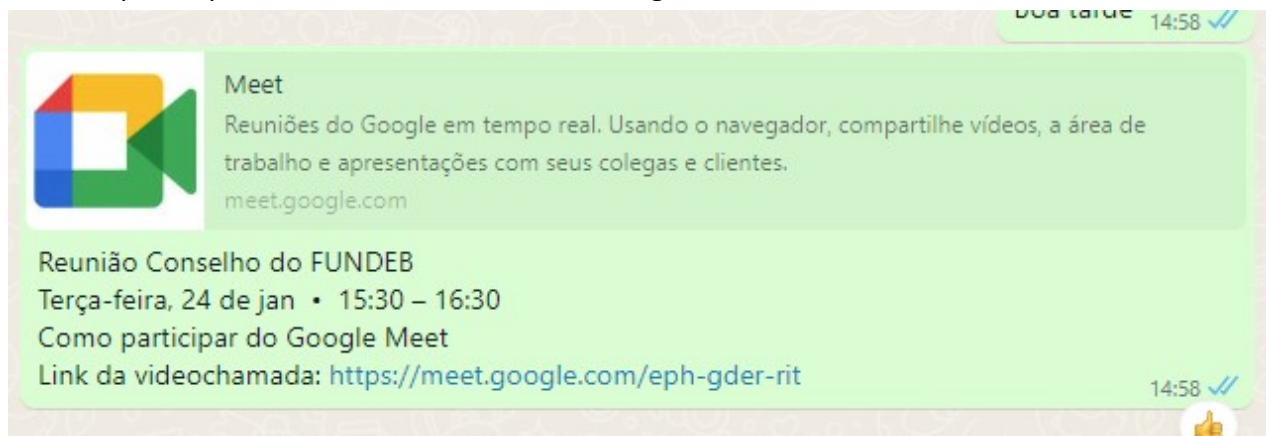 boa tarde 14:58
Meet
Reuniões do Google em tempo real. Usando o navegador, compartilhe vídeos, a área de
trabalho e apresentações com seus colegas e clientes.
meet.google.com
Reunião Conselho do FUNDEB
Terça-feira, 24 de jan • 15:30 – 16:30
Como participar do Google Meet
Link da videochamada: https://meet.google.com/eph-gder-rit
14:58